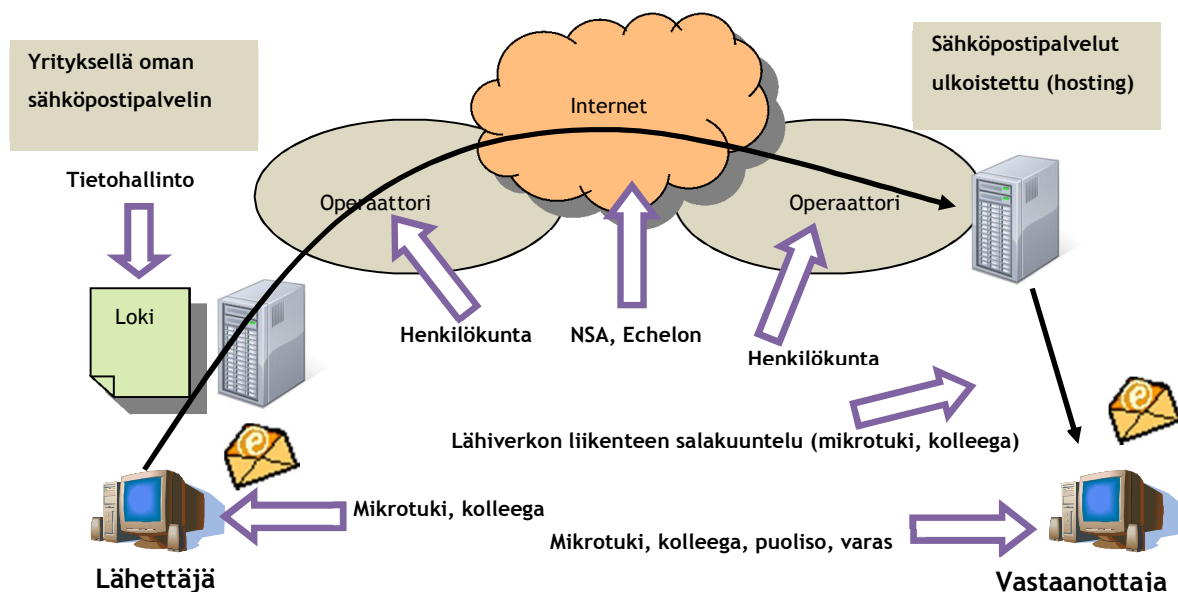 Yrityksellä oman
sähköpostipalvelin
Sähköpostipalvelut
ulkoistettu (hosting)
Internet
Tietohallinto
Operaattori
Operaattori
Loki
Henkilökunta
NSA, Echelon
Henkilökunta
Lähiverkon liikenteen salakuuntelu (mikrotuki, kolleega)
Mikrotuki, kolleega
Mikrotuki, kolleega, puoliso, varas
Lähettäjä
Vastaanottaja